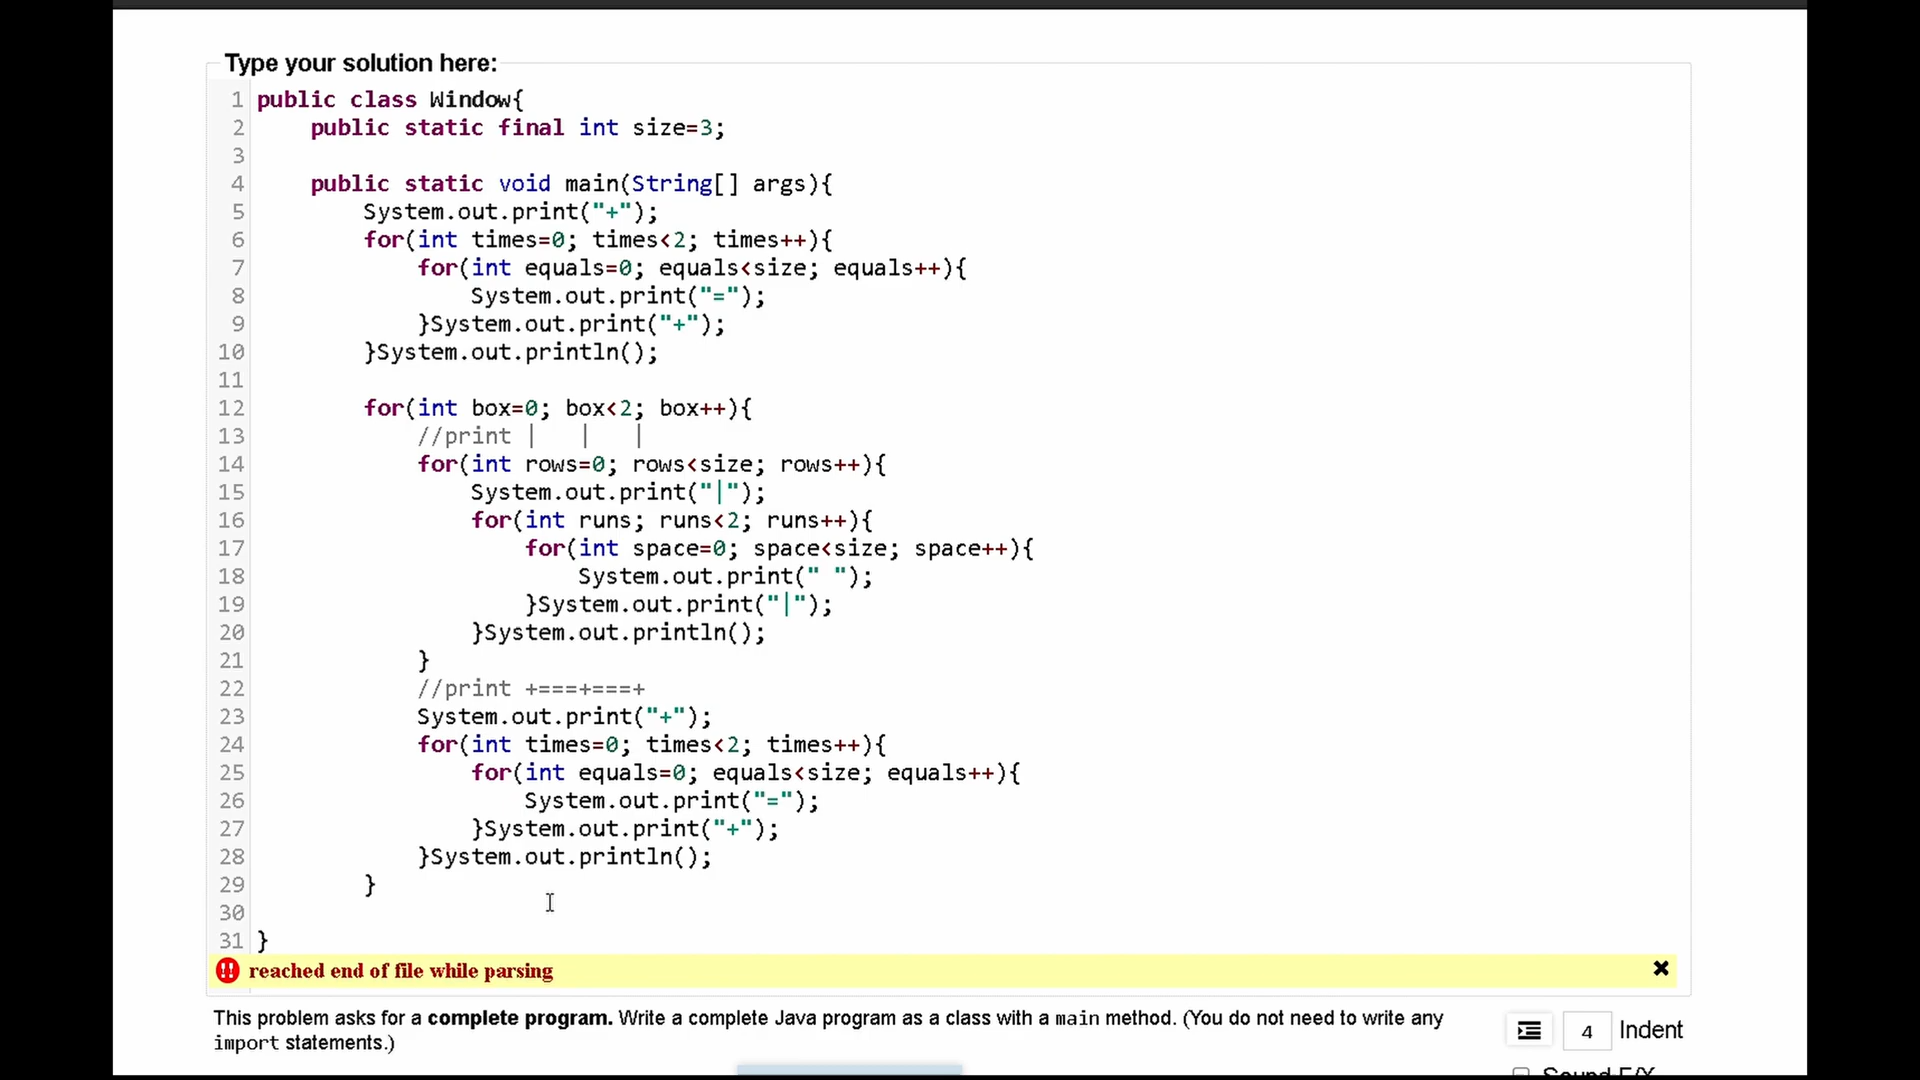 Type your solution here:
1 public class Window{
2     public static final int size=3;
3
4     public static void main(String[] args){
5         System.out.print("+");
6         for(int times=0; times<2; times++){
7             for(int equals=0; equals<size; equals++){
8                 System.out.print("=");
9             }System.out.print("+");
10         }System.out.println();
11
12         for(int box=0; box<2; box++){
13             //print |   |   |
14             for(int rows=0; rows<size; rows++){
15                 System.out.print("|");
16                 for(int runs; runs<2; runs++){
17                     for(int space=0; space<size; space++){
18                         System.out.print(" ");
19                     }System.out.print("|");
20                 }System.out.println();
21             }
22             //print +===+===+
23             System.out.print("+");
24             for(int times=0; times<2; times++){
25                 for(int equals=0; equals<size; equals++){
26                     System.out.print("=");
27                 }System.out.print("+");
28             }System.out.println();
29         }
30
31 }
!! reached end of file while parsing ✖
This problem asks for a complete program. Write a complete Java program as a class with a main method. (You do not need to write any
import statements.)
4 Indent
Sound F/X